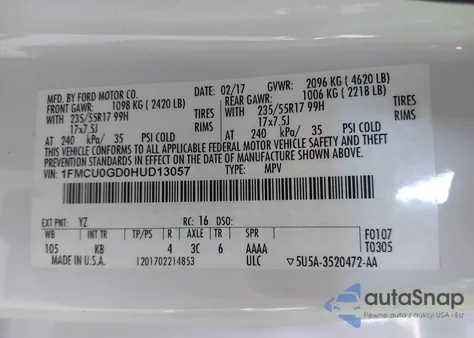 MFD. BY FORD MOTOR CO. 02/17 GVWR: 2096 KG ( 4620 LB)
FRONT GAWR: 1098 KG ( 2420 LB) REAR GAWR: 1006 KG ( 2218 LB)
WITH 235/55R17 99H TIRES WITH 235/55R17 99H TIRES
17x7.5J RIMS 17x7.5J RIMS
AT 240 kPa/ 35 PSI COLD AT 240 kPa/ 35 PSI COLD
THIS VEHICLE CONFORMS TO ALL APPLICABLE FEDERAL MOTOR VEHICLE SAFETY AND BUMPER
PREVENTION STANDARDS IN EFFECT ON THE DATE OF MANUFACTURE SHOWN ABOVE.
VIN: 1FMCU0GD0HUD13057 TYPE: MPV
EXT PNT: YZ RC: 16 DSO:
WB INT TR TP/PS R AXLE TR SPR F0107
105 KB 4 3C 6 AAAA T0305
MADE IN U.S.A. 1201702214853 ULC ▽5U5A-3520472-AA
autoSnap
Pewne auta z aukcji USA i EU